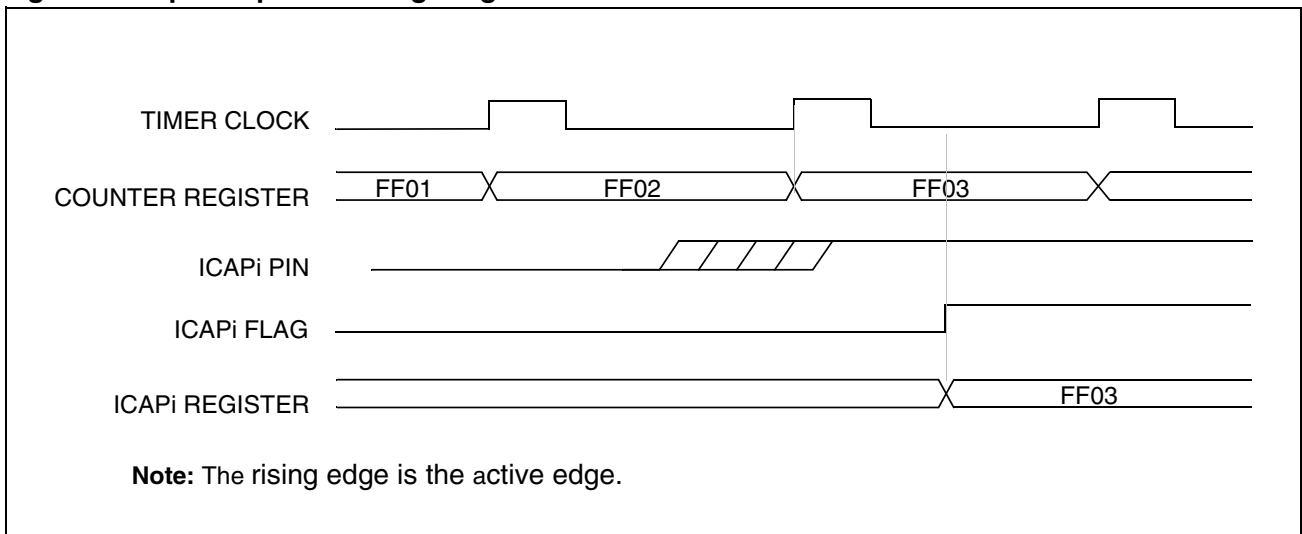 TIMER CLOCK
COUNTER REGISTER
FF01
FF02
FF03
ICAPi PIN
ICAPi FLAG
ICAPi REGISTER
FF03
Note: The rising edge is the active edge.